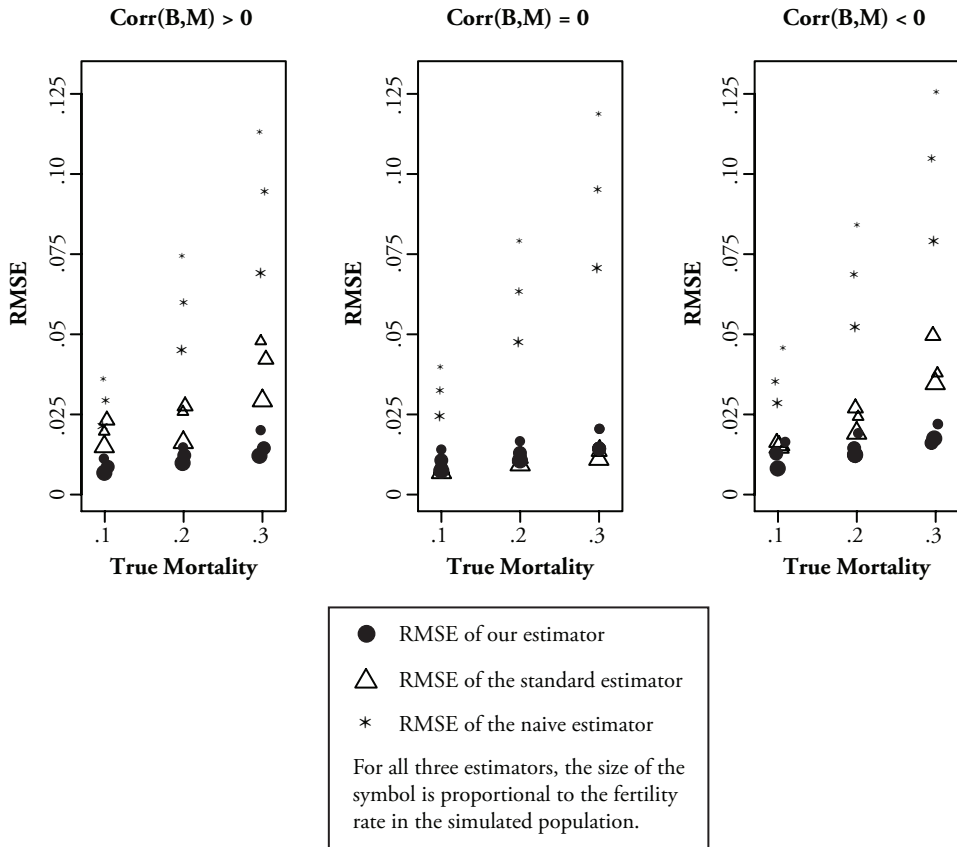 Corr(B,M) > 0
Corr(B,M) = 0
Corr(B,M) < 0
RMSE
.125
.10
.075
.05
.025
0
.1 .2 .3
True Mortality
RMSE
.125
.10
.075
.05
.025
0
.1 .2 .3
True Mortality
RMSE
.125
.10
.075
.05
.025
0
.1 .2 .3
True Mortality
RMSE of our estimator
RMSE of the standard estimator
RMSE of the naive estimator
For all three estimators, the size of the
symbol is proportional to the fertility
rate in the simulated population.